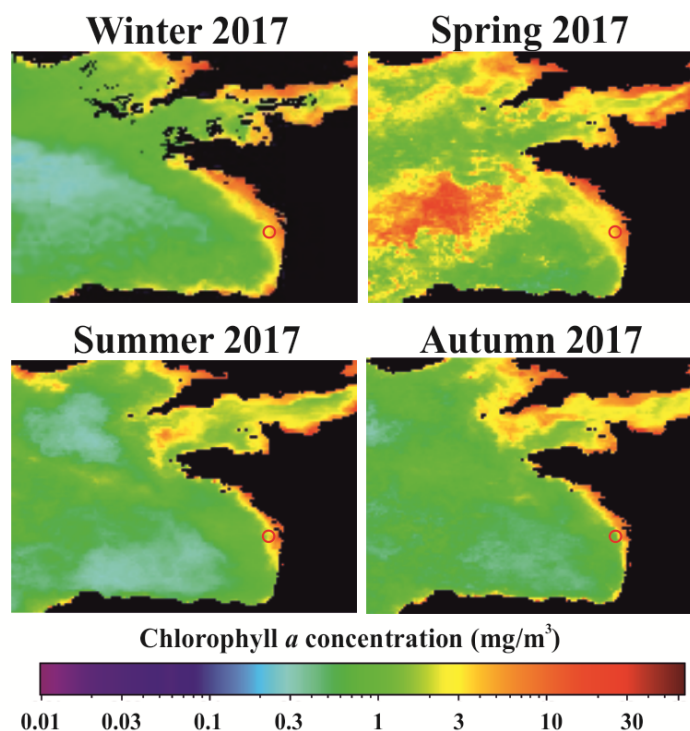 Winter 2017
Spring 2017
Summer 2017
Autumn 2017
Chlorophyll a concentration (mg/m³)
0.01 0.03 0.1 0.3 1 3 10 30